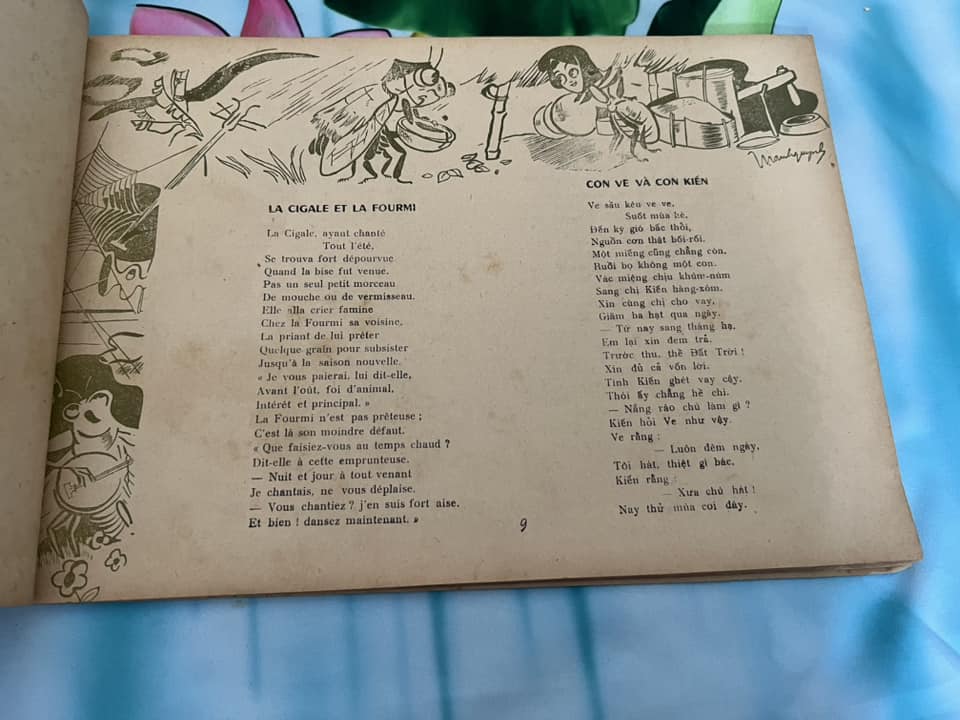 LA CIGALE ET LA FOURMI
La Cigale, ayant chanté
Tout l'été,
Se trouva fort dépourvue
Quand la bise fut venue.
Pas un seul petit morceau
De mouche ou de vermisseau.
Elle alla crier famine
Chez la Fourmi sa voisine,
La priant de lui prêter
Quelque grain pour subsister
Jusqu'à la saison nouvelle.
« Je vous paierai, lui dit-elle,
Avant l'oût, foi d'animal,
Intérêt et principal. »
La Fourmi n'est pas prêteuse ;
C'est là son moindre défaut.
« Que faisiez-vous au temps chaud ?
Dit-elle à cette emprunteuse.
— Nuit et jour à tout venant
Je chantais, ne vous déplaise.
— Vous chantiez ? j'en suis fort aise.
Et bien ! dansez maintenant. »
9
Manhquynh
CON VE VÀ CON KIẾN
Ve sầu kêu ve ve,
Suốt mùa hè,
Đến kỳ gió bấc thổi,
Nguồn cơn thật bối-rối.
Một miếng cũng chẳng còn,
Ruồi bọ không một con.
Vác miệng chịu khúm-núm
Sang chị Kiến hàng-xóm.
Xin cùng chị cho vay,
Giăm ba hạt qua ngày.
— Từ nay sang tháng hạ,
Em lại xin đem trả.
Trước thu, thề Đất Trời !
Xin đủ cả vốn lời.
Tính Kiến ghét vay cậy,
Thói ấy chẳng hề chi.
— Nắng ráo chú làm gì ?
Kiến hỏi Ve như vậy.
Ve rằng :
— Luôn đêm ngày,
Tôi hát, thiệt gì bác,
Kiến rằng :
— Xưa chú hát !
Nay thử múa coi đây.